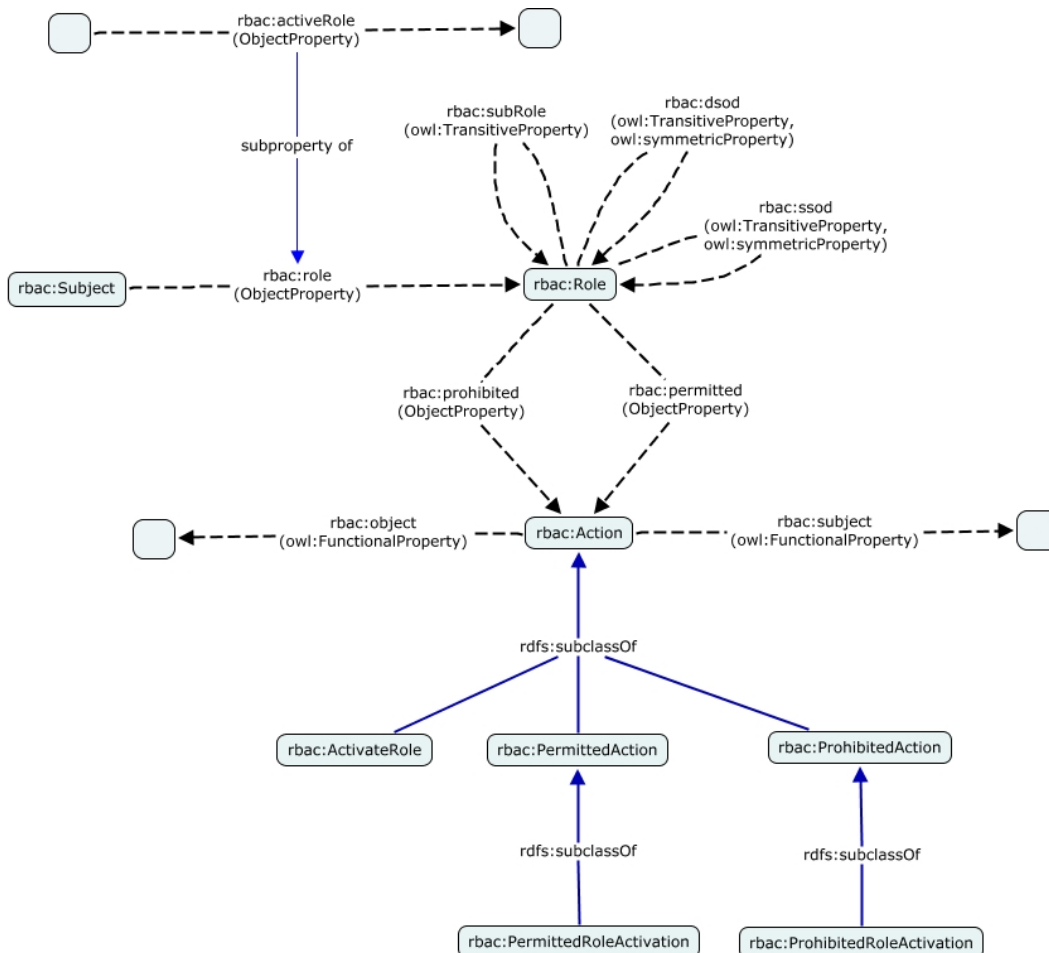 rbac:activeRole
(ObjectProperty)
rbac:subRole
(owl:TransitiveProperty)
rbac:dsod
(owl:TransitiveProperty,
owl:symmetricProperty)
subproperty of
rbac:ssod
(owl:TransitiveProperty,
owl:symmetricProperty)
rbac:Subject
rbac:role
(ObjectProperty)
rbac:Role
rbac:prohibited
(ObjectProperty)
rbac:permitted
(ObjectProperty)
rbac:object
(owl:FunctionalProperty)
rbac:Action
rbac:subject
(owl:FunctionalProperty)
rdfs:subclassOf
rbac:ActivateRole
rbac:PermittedAction
rbac:ProhibitedAction
rdfs:subclassOf
rdfs:subclassOf
rbac:PermittedRoleActivation
rbac:ProhibitedRoleActivation